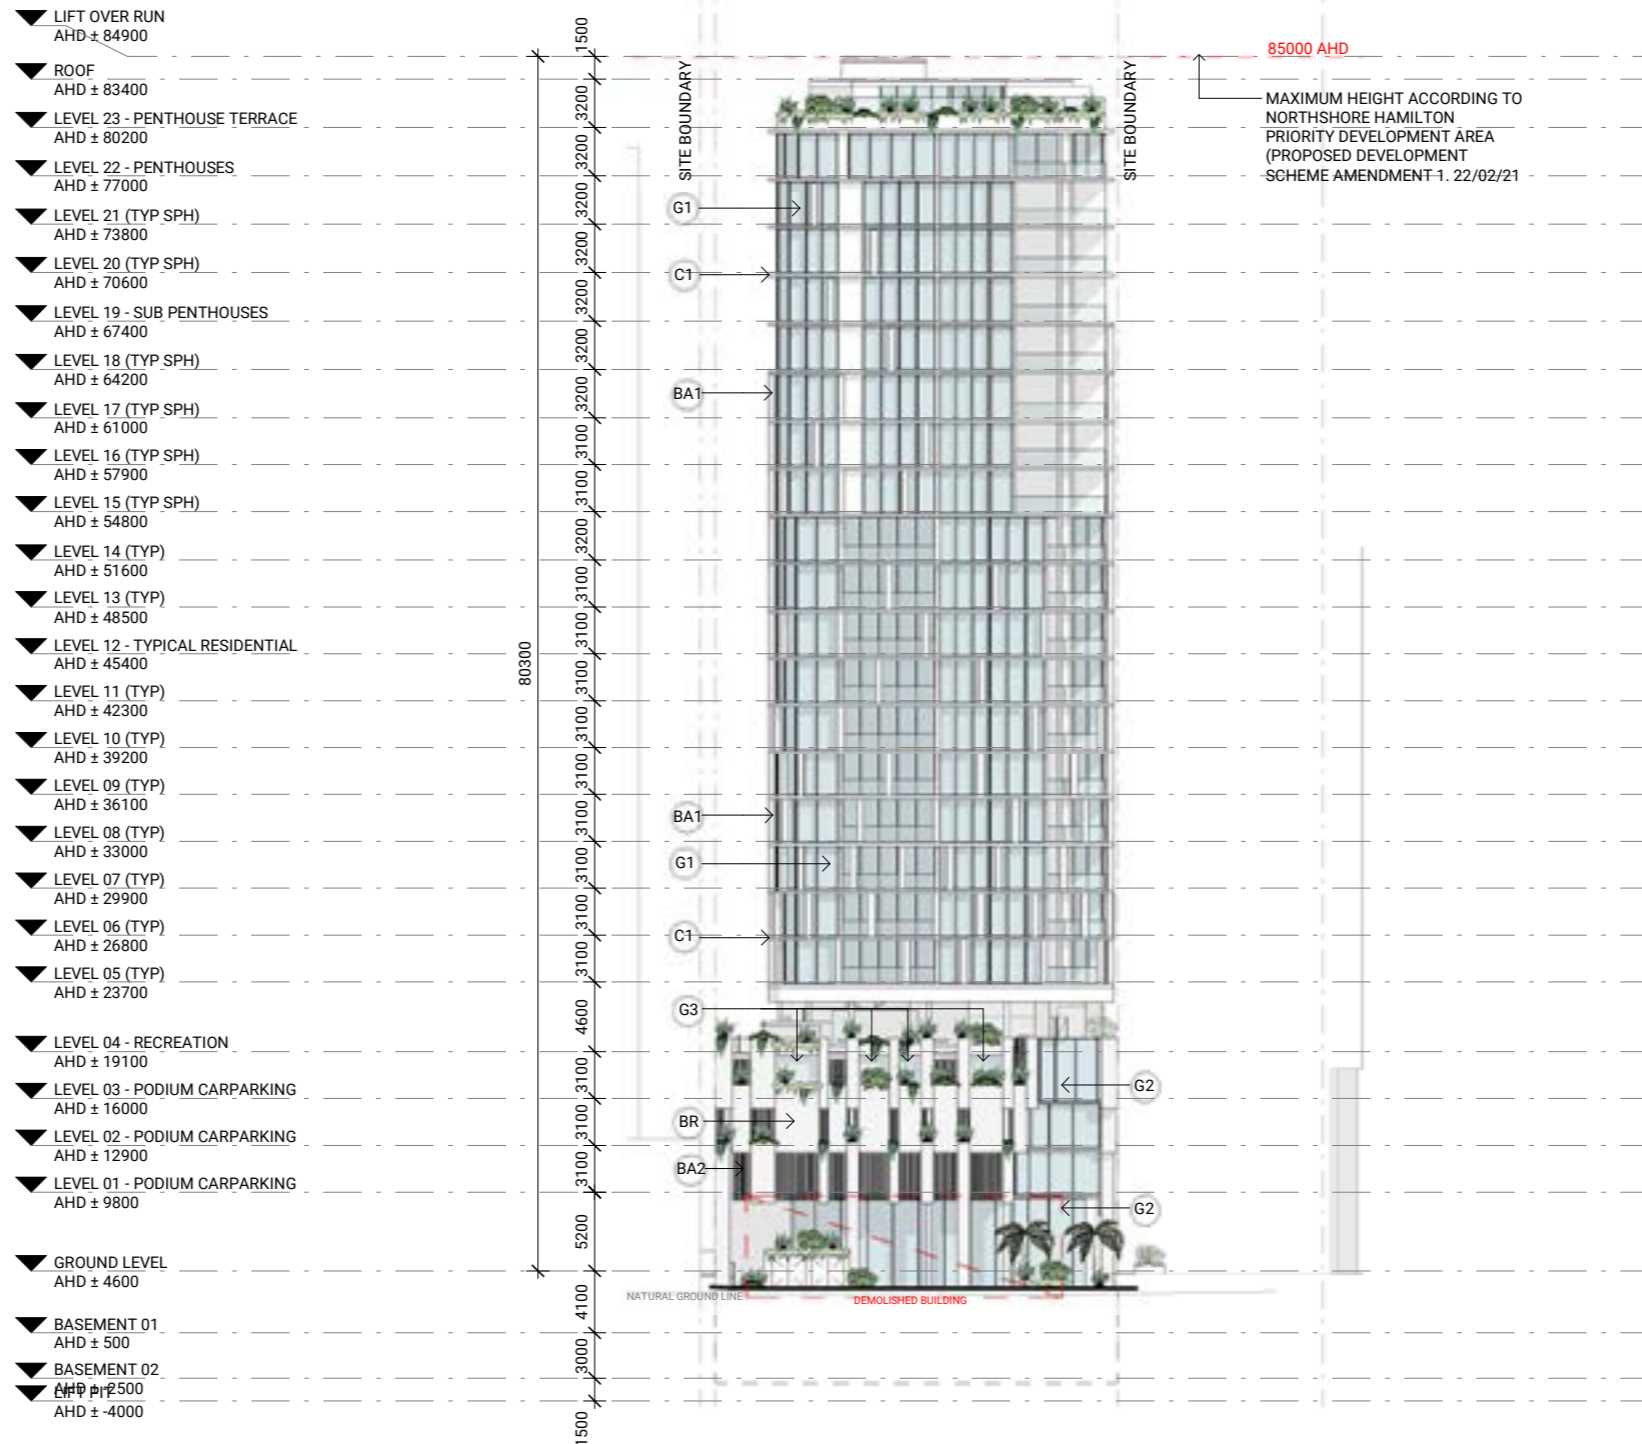 LIFT OVER RUN
AHD ± 84900
ROOF
AHD ± 83400
LEVEL 23 - PENTHOUSE TERRACE
AHD ± 80200
LEVEL 22 - PENTHOUSES
AHD ± 77000
LEVEL 21 (TYP SPH)
AHD ± 73800
LEVEL 20 (TYP SPH)
AHD ± 70600
LEVEL 19 - SUB PENTHOUSES
AHD ± 67400
LEVEL 18 (TYP SPH)
AHD ± 64200
LEVEL 17 (TYP SPH)
AHD ± 61000
LEVEL 16 (TYP SPH)
AHD ± 57900
LEVEL 15 (TYP SPH)
AHD ± 54800
LEVEL 14 (TYP)
AHD ± 51600
LEVEL 13 (TYP)
AHD ± 48500
LEVEL 12 - TYPICAL RESIDENTIAL
AHD ± 45400
LEVEL 11 (TYP)
AHD ± 42300
LEVEL 10 (TYP)
AHD ± 39200
LEVEL 09 (TYP)
AHD ± 36100
LEVEL 08 (TYP)
AHD ± 33000
LEVEL 07 (TYP)
AHD ± 29900
LEVEL 06 (TYP)
AHD ± 26800
LEVEL 05 (TYP)
AHD ± 23700
LEVEL 04 - RECREATION
AHD ± 19100
LEVEL 03 - PODIUM CARPARKING
AHD ± 16000
LEVEL 02 - PODIUM CARPARKING
AHD ± 12900
LEVEL 01 - PODIUM CARPARKING
AHD ± 9800
GROUND LEVEL
AHD ± 4600
BASEMENT 01
AHD ± 500
BASEMENT 02
AHD ± -2500
LIFT PIT
AHD ± -4000
80300
1500
3200
3200
3200
3200
3200
3200
3200
3100
3100
3200
3100
3100
3100
3100
3100
3100
3100
3100
3100
4600
3100
3100
3100
5200
4100
3000
1500
SITE BOUNDARY
SITE BOUNDARY
G1
C1
BA1
BA1
G1
C1
G3
BR
BA2
G2
G2
85000 AHD
MAXIMUM HEIGHT ACCORDING TO
NORTHSHORE HAMILTON
PRIORITY DEVELOPMENT AREA
(PROPOSED DEVELOPMENT
SCHEME AMENDMENT 1. 22/02/21
NATURAL GROUND LINE
DEMOLISHED BUILDING